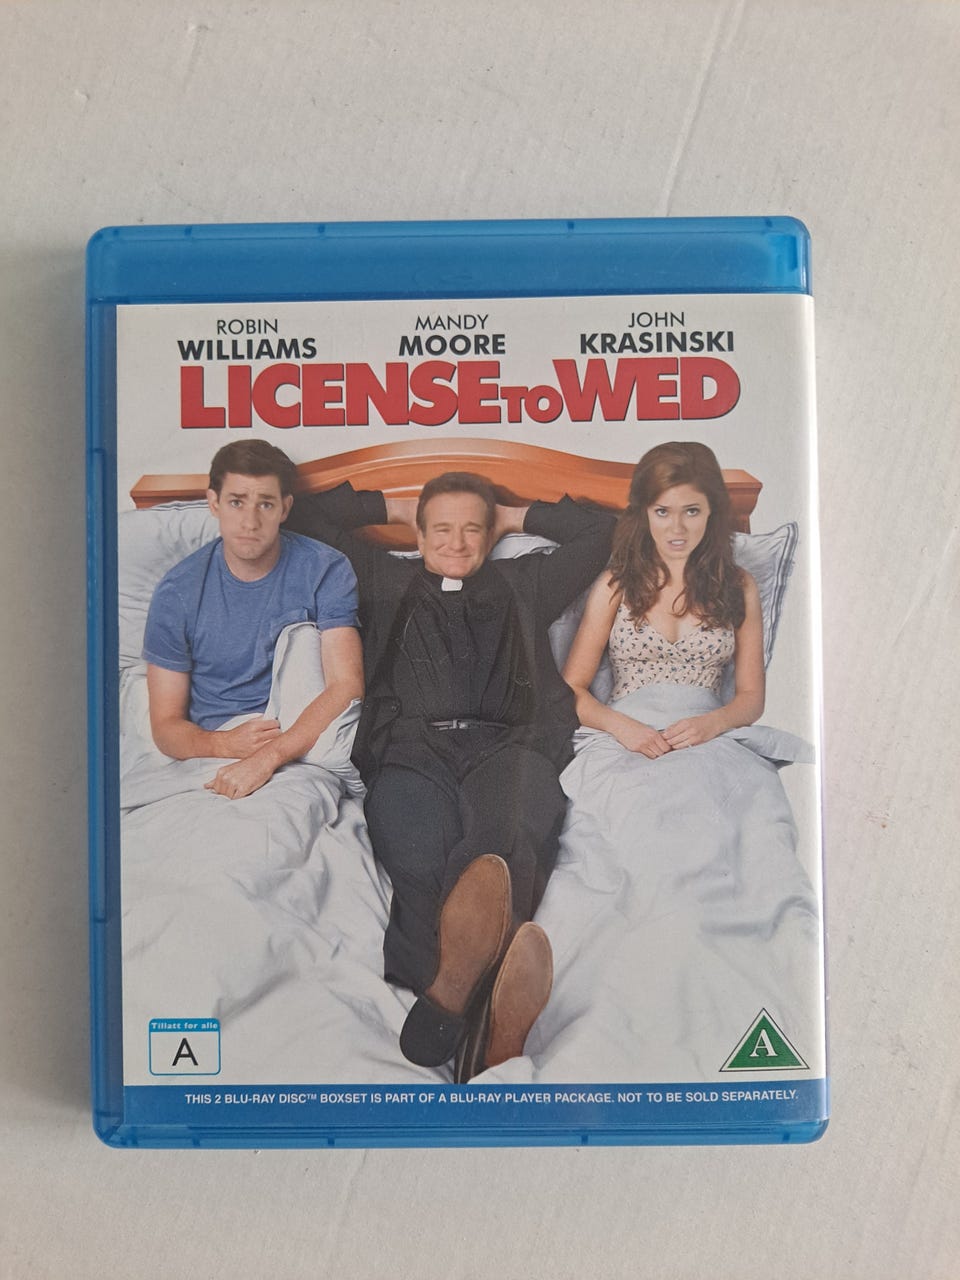 ROBIN WILLIAMS
MANDY MOORE
JOHN KRASINSKI
LICENSE TO WED
Tillatt for alle
A
A
THIS 2 BLU-RAY DISC™ BOXSET IS PART OF A BLU-RAY PLAYER PACKAGE. NOT TO BE SOLD SEPARATELY.